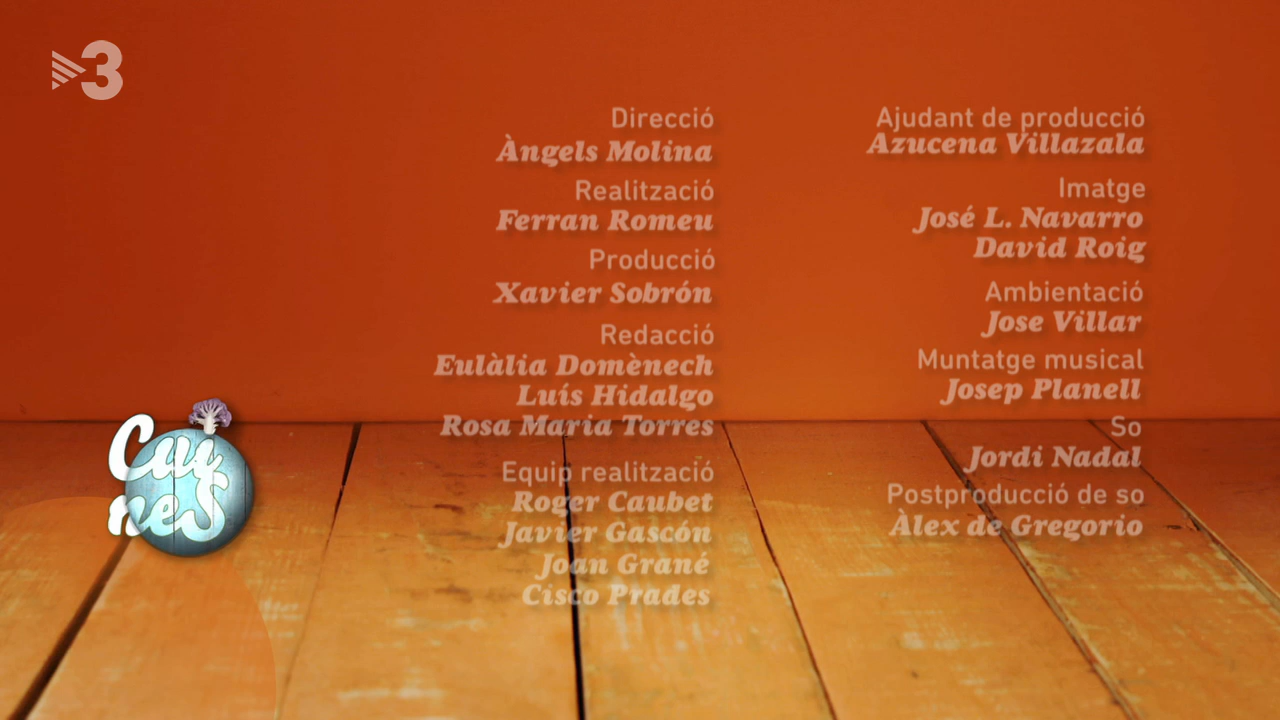 3
Direcció
Àngels Molina
Realització
Ferran Romeu
Producció
Xavier Sobrón
Redacció
Eulàlia Domènech
Luís Hidalgo
Rosa Maria Torres
Equip realització
Roger Caubet
Javier Gascón
Joan Grané
Cisco Prades
Ajudant de producció
Azucena Villazala
Imatge
José L. Navarro
David Roig
Ambientació
Jose Villar
Muntatge musical
Josep Planell
So
Jordi Nadal
Postproducció de so
Àlex de Gregorio
Cui
nes